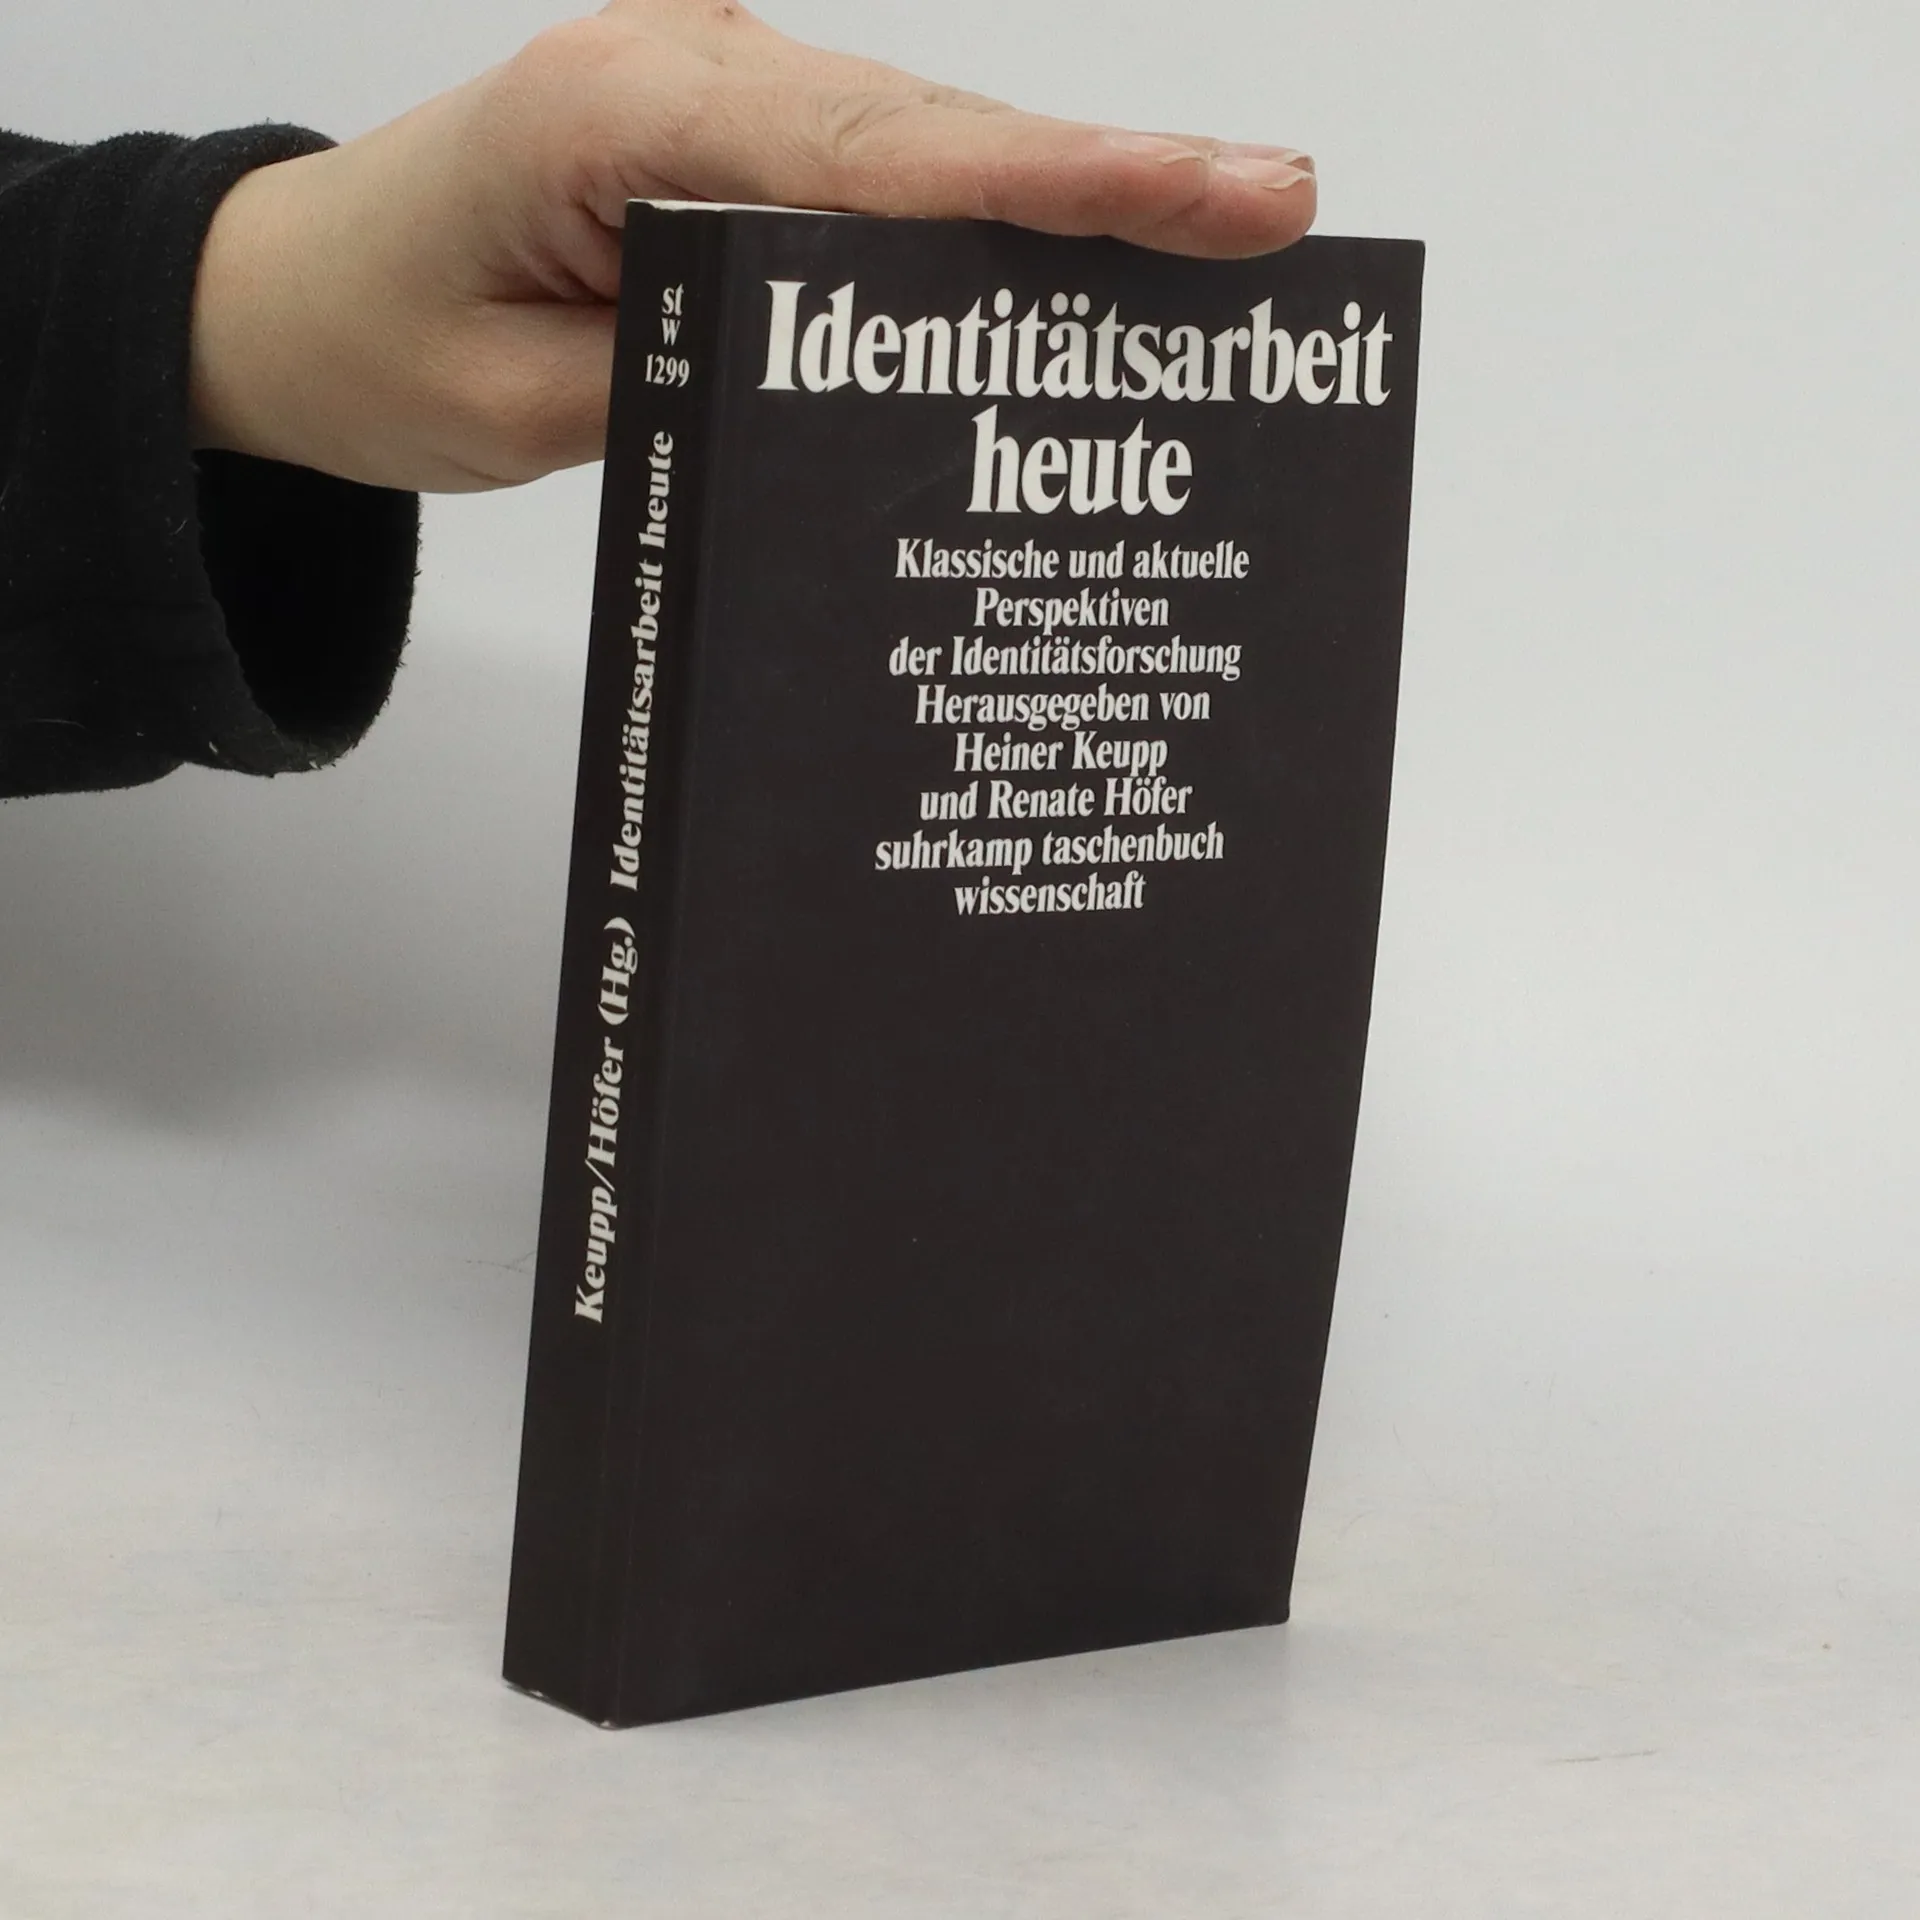 st
w
1299
Keupp/Höfer (Hg.) Identitätsarbeit heute
Identitätsarbeit
heute
Klassische und aktuelle
Perspektiven
der Identitätsforschung
Herausgegeben von
Heiner Keupp
und Renate Höfer
suhrkamp taschenbuch
wissenschaft